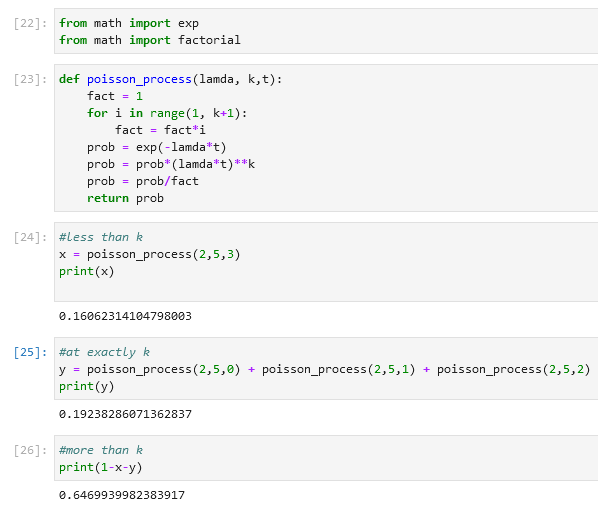 [22]: from math import exp
from math import factorial
[23]: def poisson_process(lamda, k,t):
    fact = 1
    for i in range(1, k+1):
        fact = fact*i
    prob = exp(-lamda*t)
    prob = prob*(lamda*t)**k
    prob = prob/fact
    return prob
[24]: #less than k
x = poisson_process(2,5,3)
print(x)
0.16062314104798003
[25]: #at exactly k
y = poisson_process(2,5,0) + poisson_process(2,5,1) + poisson_process(2,5,2)
print(y)
0.19238286071362837
[26]: #more than k
print(1-x-y)
0.6469939982383917